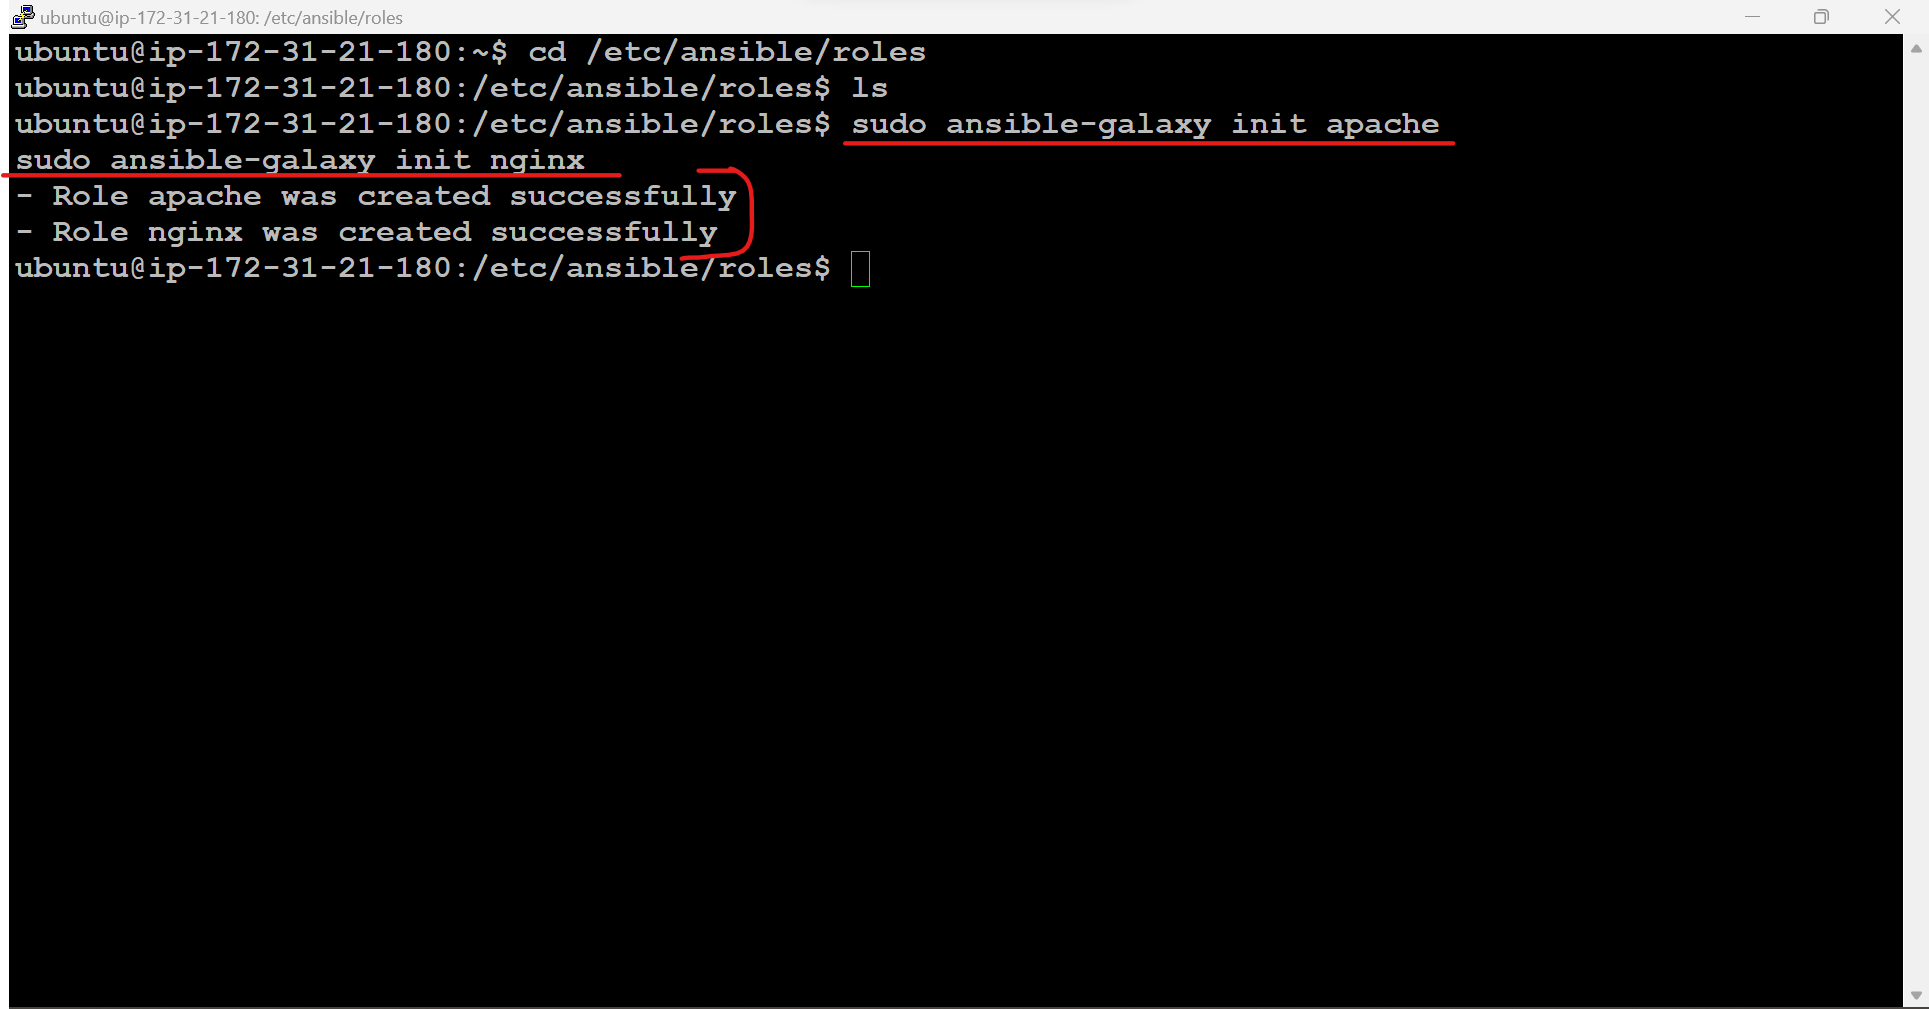 ubuntu@ip-172-31-21-180: /etc/ansible/roles
ubuntu@ip-172-31-21-180:~$ cd /etc/ansible/roles
ubuntu@ip-172-31-21-180:/etc/ansible/roles$ ls
ubuntu@ip-172-31-21-180:/etc/ansible/roles$ sudo ansible-galaxy init apache
sudo ansible-galaxy init nginx
- Role apache was created successfully
- Role nginx was created successfully
ubuntu@ip-172-31-21-180:/etc/ansible/roles$